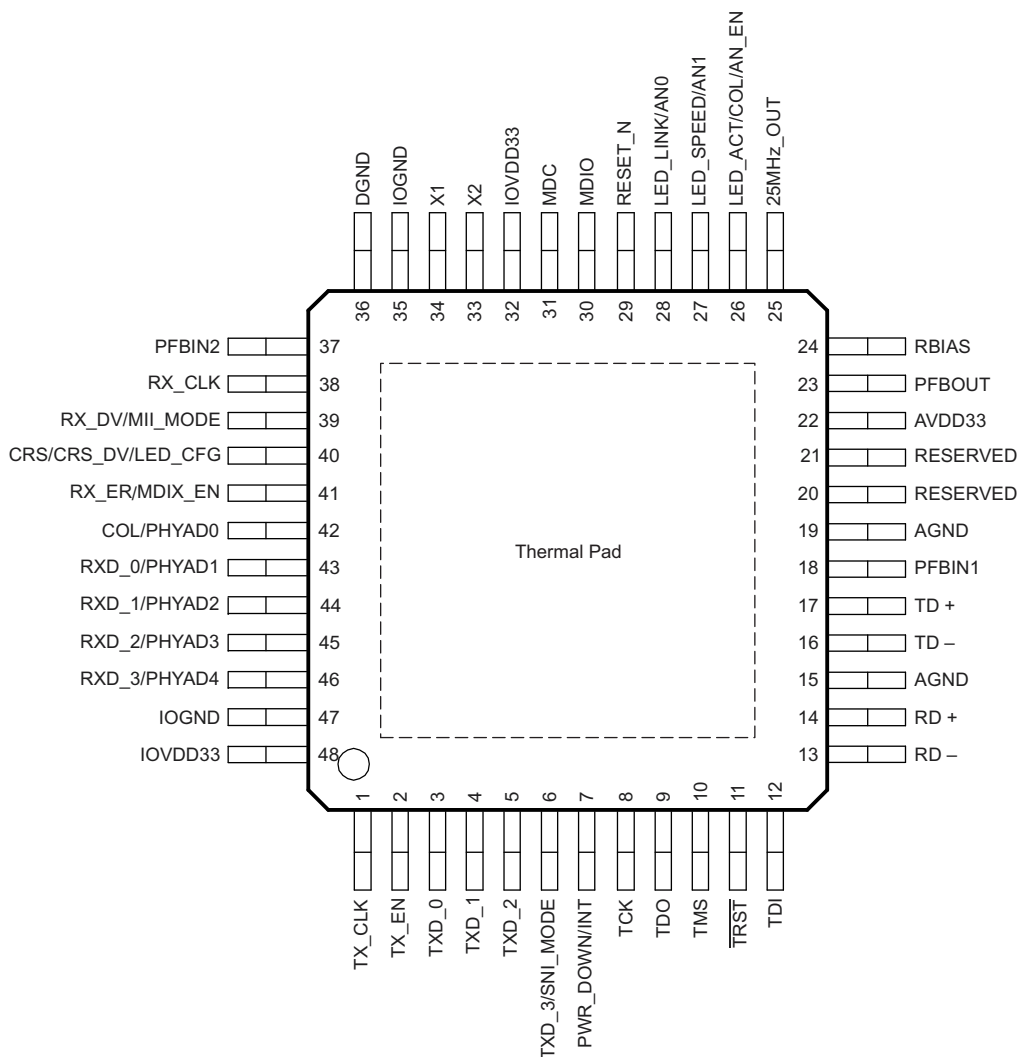 DGND
IOGND
X1
X2
IOVDD33
MDC
MDIO
RESET_N
LED_LINK/AN0
LED_SPEED/AN1
LED_ACT/COL/AN_EN
25MHz_OUT
36
35
34
33
32
31
30
29
28
27
26
25
PFBIN2 37
RX_CLK 38
RX_DV/MII_MODE 39
CRS/CRS_DV/LED_CFG 40
RX_ER/MDIX_EN 41
COL/PHYAD0 42
RXD_0/PHYAD1 43
RXD_1/PHYAD2 44
RXD_2/PHYAD3 45
RXD_3/PHYAD4 46
IOGND 47
IOVDD33 48
Thermal Pad
24 RBIAS
23 PFBOUT
22 AVDD33
21 RESERVED
20 RESERVED
19 AGND
18 PFBIN1
17 TD +
16 TD –
15 AGND
14 RD +
13 RD –
1
2
3
4
5
6
7
8
9
10
11
12
TX_CLK
TX_EN
TXD_0
TXD_1
TXD_2
TXD_3/SNI_MODE
PWR_DOWN/INT
TCK
TDO
TMS
TRST
TDI